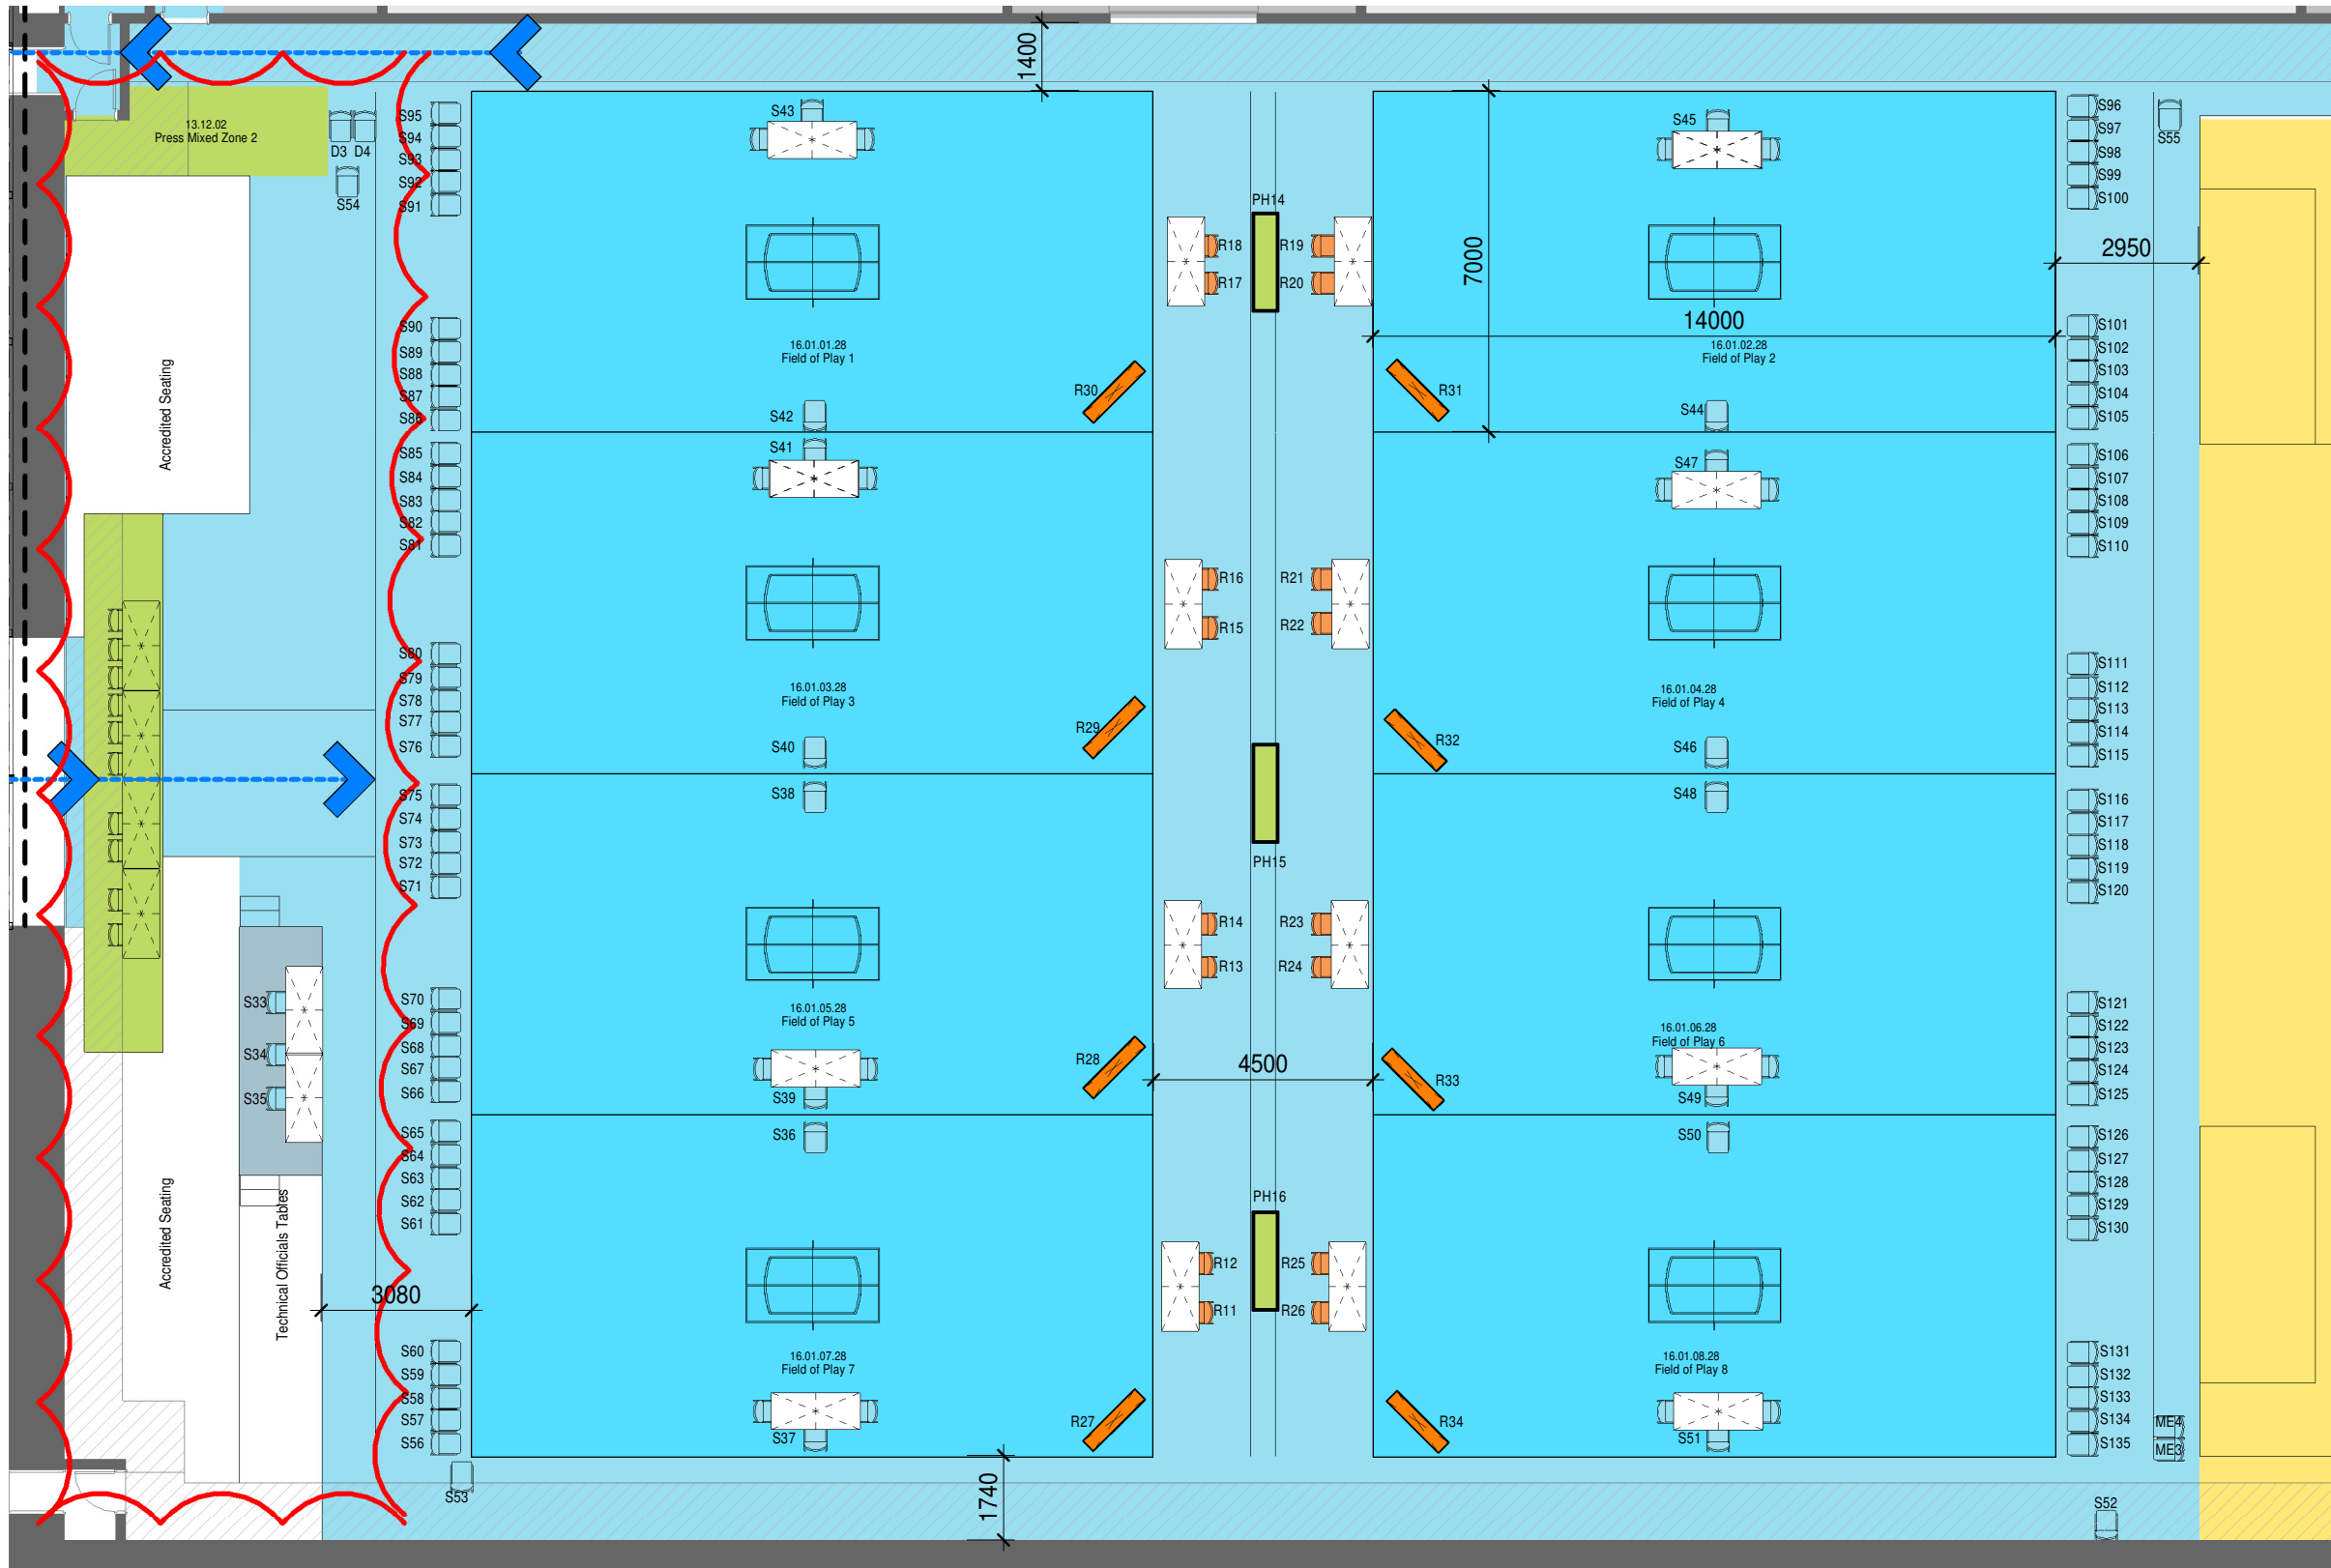 1400
13.12.02
Press Mixed Zone 2
D3 D4
S54
S95
S94
S93
S92
S91
S43
S45
S96
S97
S98
S99
S100
S55
PH14
R18
R17
R19
R20
7000
2950
14000
Accredited Seating
S90
S89
S88
S87
S86
16.01.01.28
Field of Play 1
R30
S42
16.01.02.28
Field of Play 2
R31
S44
S101
S102
S103
S104
S105
S85
S84
S83
S82
S81
S41
S47
S106
S107
S108
S109
S110
R16
R15
R21
R22
S80
S79
S78
S77
S76
16.01.03.28
Field of Play 3
R29
S40
16.01.04.28
Field of Play 4
R32
S46
S111
S112
S113
S114
S115
S75
S74
S73
S72
S71
S38
PH15
S48
S116
S117
S118
S119
S120
R14
R13
R23
R24
S33
S34
S35
S70
S69
S68
S67
S66
16.01.05.28
Field of Play 5
R28
S39
4500
16.01.06.28
Field of Play 6
R33
S49
S121
S122
S123
S124
S125
S65
S64
S63
S62
S61
S36
PH16
S50
S126
S127
S128
S129
S130
Accredited Seating
Technical Officials Tables
3080
R12
R11
R25
R26
S60
S59
S58
S57
S56
16.01.07.28
Field of Play 7
R27
S37
16.01.08.28
Field of Play 8
R34
S51
S131
S132
S133
S134
S135
ME4
ME3
S53
1740
S52